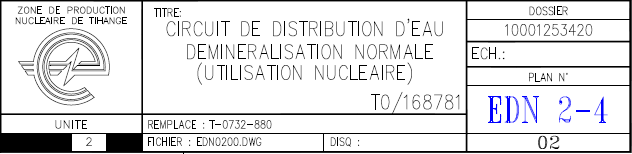 ZONE DE PRODUCTION
NUCLEAIRE DE TIHANGE
UNITE
2
TITRE:
CIRCUIT DE DISTRIBUTION D'EAU
DEMINERALISATION NORMALE
(UTILISATION NUCLEAIRE)
TO/168781
REMPLACE : T-0732-880
FICHIER : EDN0200.DWG
DISQ :
DOSSIER
10001253420
ECH.:
PLAN N°
EDN 2-4
02